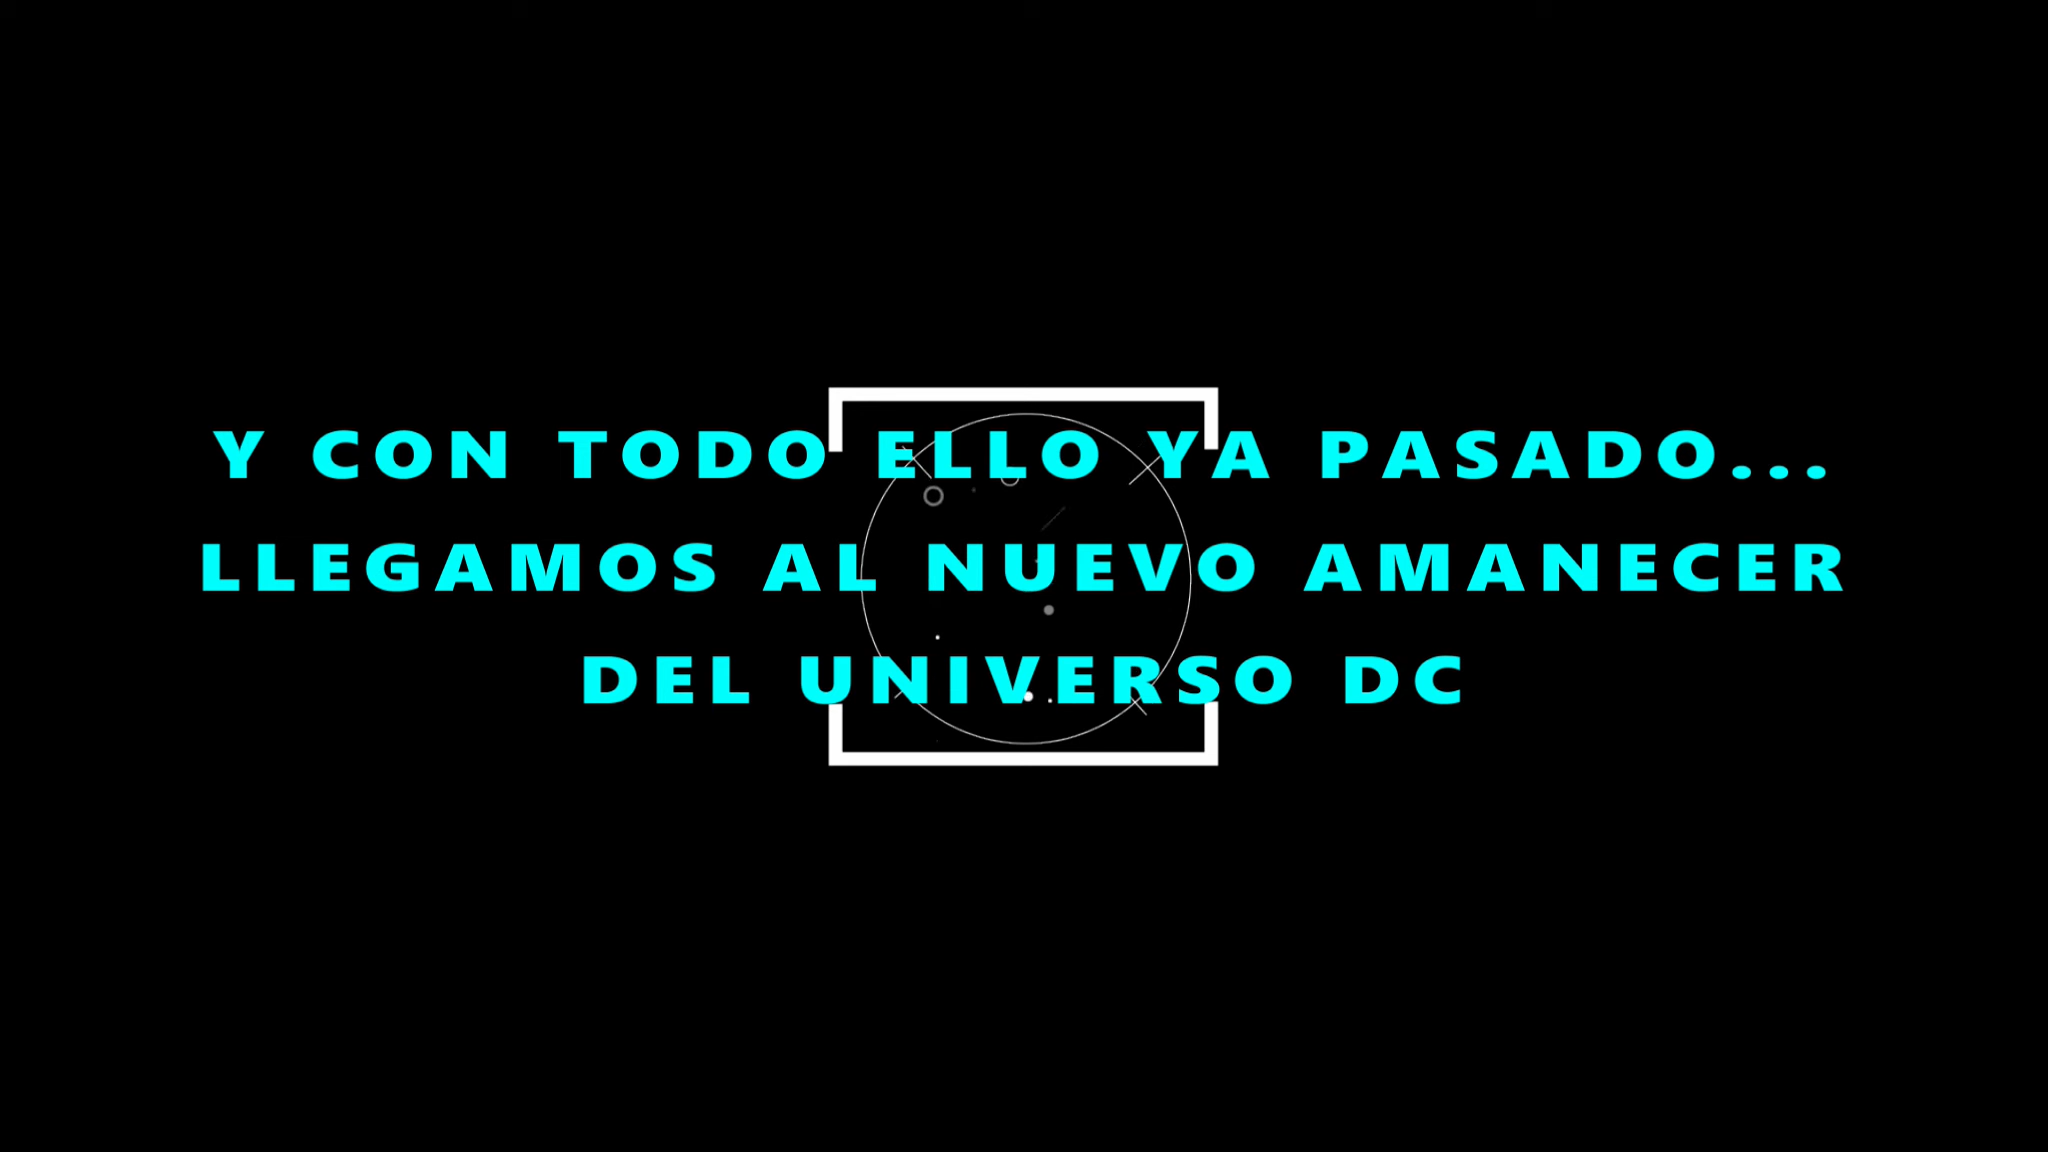 Y CON TODO ELLO YA PASADO...
LLEGAMOS AL NUEVO AMANECER
DEL UNIVERSO DC